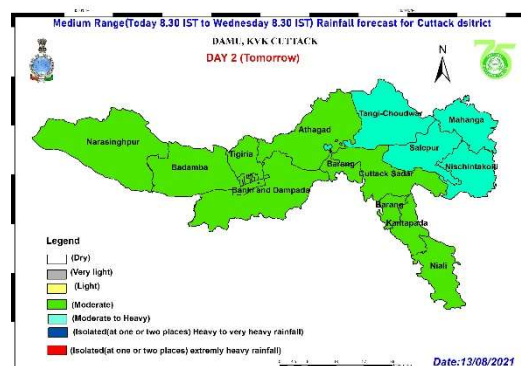 Medium Range(Today 8.30 IST to Wednesday 8.30 IST) Rainfall forecast for Cuttack dsitrict
DAMU, KVK CUTTACK
DAY 2 (Tomorrow)
N
75
Tangi-Choudwar
Mahanga
Athagad
Narasinghpur
Salepur
Tigiria
Nischintakoili
Badamba
Barang
Cuttack Sadar
Banki and Dampada
Barang
Kantapada
Niali
Legend
(Dry)
(Very light)
(Light)
(Moderate)
(Moderate to Heavy)
(Isolated(at one or two places) Heavy to very heavy rainfall)
(Isolated(at one or two places) extremly heavy rainfall)
Date:13/08/2021